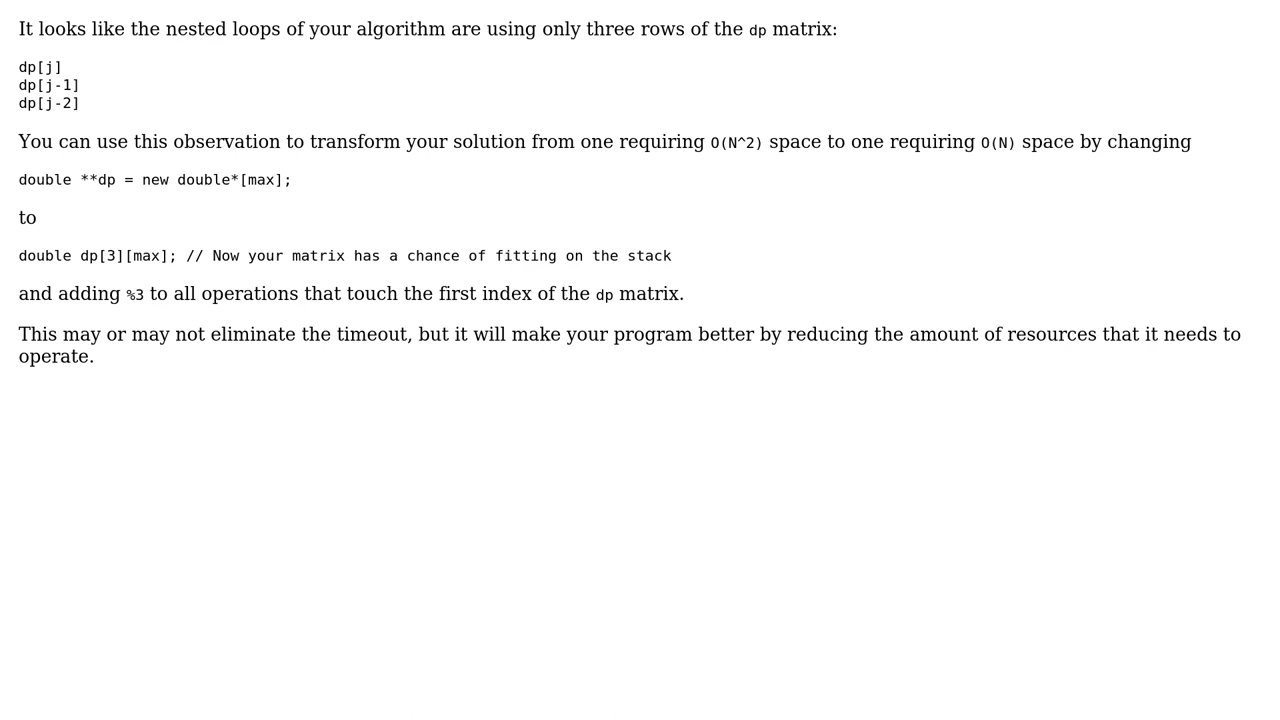 It looks like the nested loops of your algorithm are using only three rows of the dp matrix:
dp[j]
dp[j-1]
dp[j-2]
You can use this observation to transform your solution from one requiring O(N^2) space to one requiring O(N) space by changing
double **dp = new double*[max];
to
double dp[3][max]; // Now your matrix has a chance of fitting on the stack
and adding %3 to all operations that touch the first index of the dp matrix.
This may or may not eliminate the timeout, but it will make your program better by reducing the amount of resources that it needs to
operate.